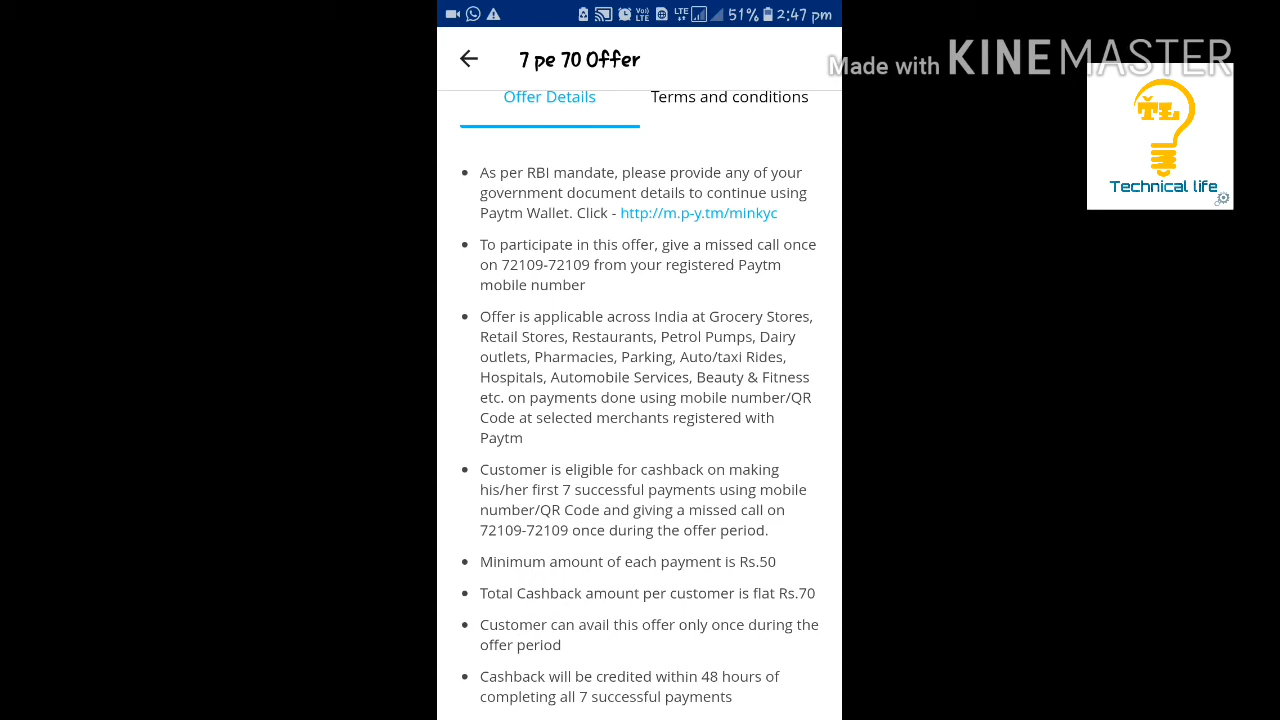 51% 2:47 pm
7 pe 70 Offer
Made with KINEMASTER
Offer Details Terms and conditions
TL
Technical life
• As per RBI mandate, please provide any of your
government document details to continue using
Paytm Wallet. Click - http://m.p-y.tm/minkyc
• To participate in this offer, give a missed call once
on 72109-72109 from your registered Paytm
mobile number
• Offer is applicable across India at Grocery Stores,
Retail Stores, Restaurants, Petrol Pumps, Dairy
outlets, Pharmacies, Parking, Auto/taxi Rides,
Hospitals, Automobile Services, Beauty & Fitness
etc. on payments done using mobile number/QR
Code at selected merchants registered with
Paytm
• Customer is eligible for cashback on making
his/her first 7 successful payments using mobile
number/QR Code and giving a missed call on
72109-72109 once during the offer period.
• Minimum amount of each payment is Rs.50
• Total Cashback amount per customer is flat Rs.70
• Customer can avail this offer only once during the
offer period
• Cashback will be credited within 48 hours of
completing all 7 successful payments